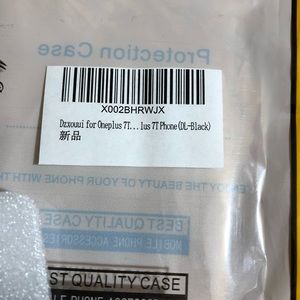 Protection Case
X002BHRWJX
Dzxouui for Oneplus 7T...lus 7T Phone(DL-Black)
新品
ENJOY THE BEAUTY OF YOUR PHONE WITH TH
BEST QUALITY CASE
MOBILE PHONE ACCESSORIES
ST QUALITY CASE